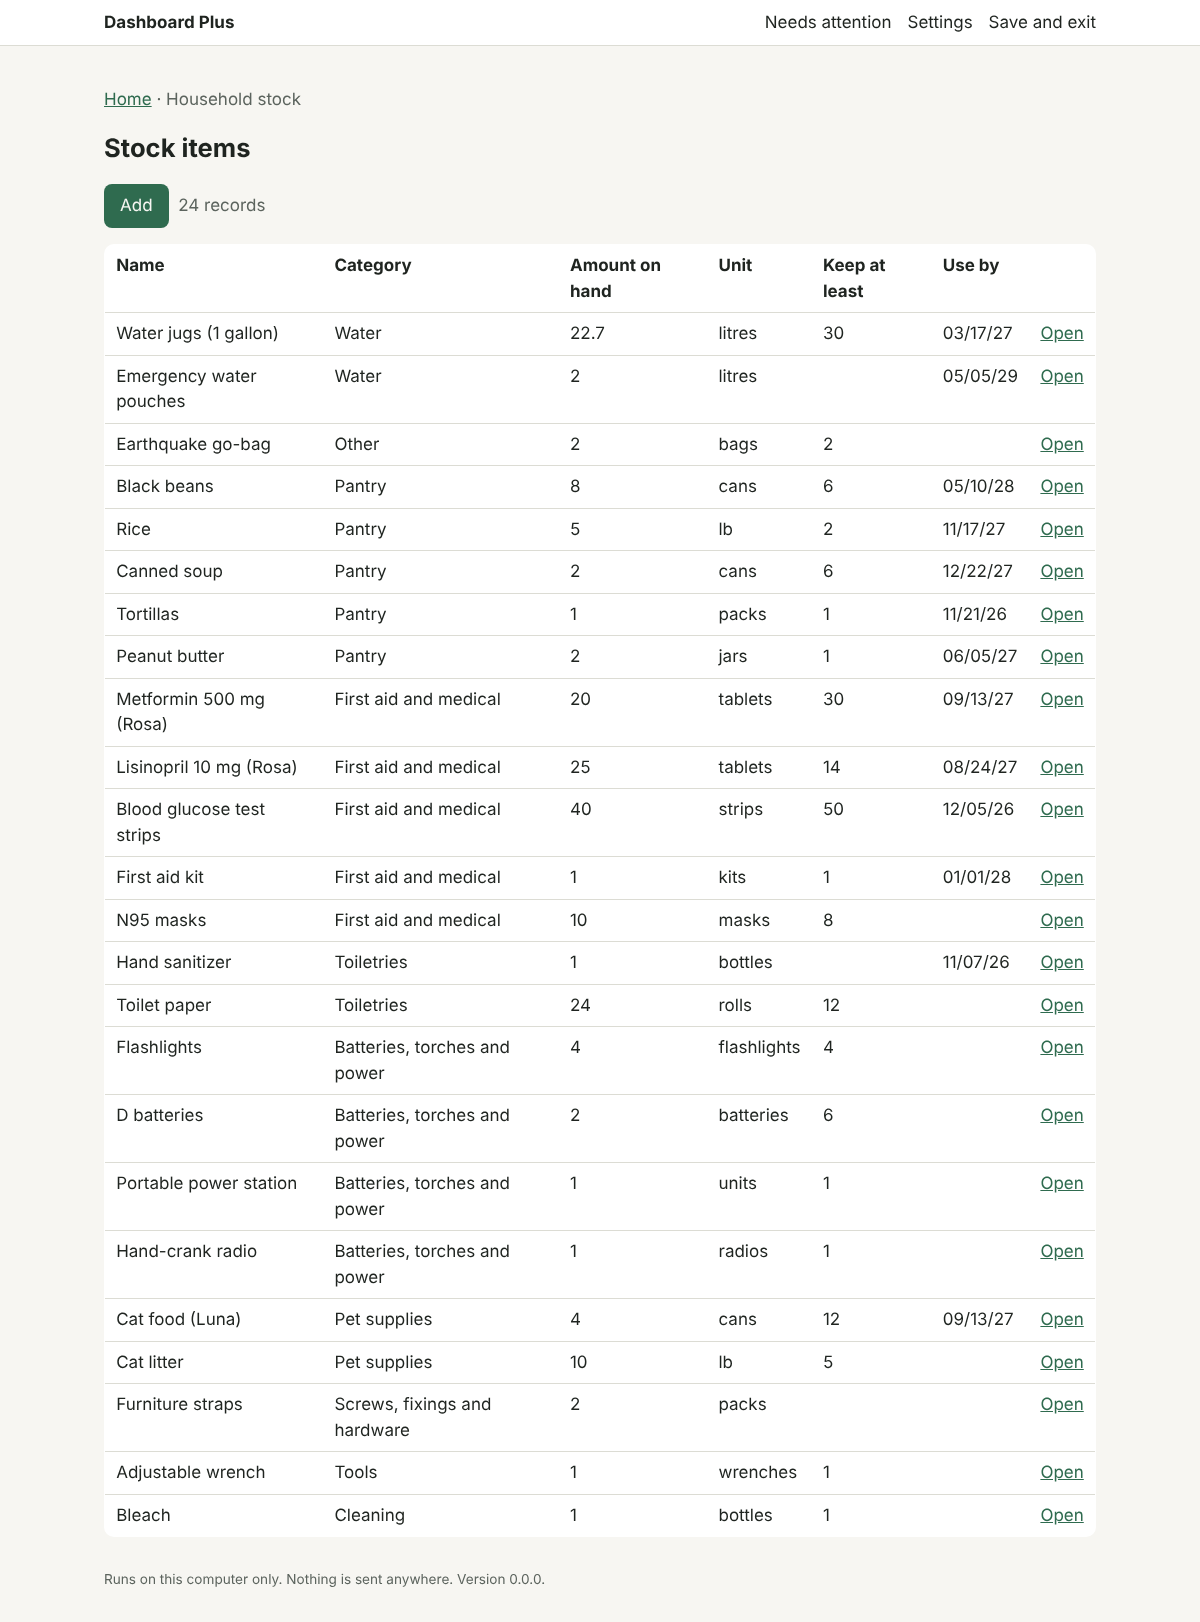 Dashboard Plus
Needs attention Settings Save and exit
Home · Household stock
Stock items
Add 24 records
Name Category Amount on hand Unit Keep at least Use by
Water jugs (1 gallon) Water 22.7 litres 30 03/17/27 Open
Emergency water pouches Water 2 litres 05/05/29 Open
Earthquake go-bag Other 2 bags 2 Open
Black beans Pantry 8 cans 6 05/10/28 Open
Rice Pantry 5 lb 2 11/17/27 Open
Canned soup Pantry 2 cans 6 12/22/27 Open
Tortillas Pantry 1 packs 1 11/21/26 Open
Peanut butter Pantry 2 jars 1 06/05/27 Open
Metformin 500 mg (Rosa) First aid and medical 20 tablets 30 09/13/27 Open
Lisinopril 10 mg (Rosa) First aid and medical 25 tablets 14 08/24/27 Open
Blood glucose test strips First aid and medical 40 strips 50 12/05/26 Open
First aid kit First aid and medical 1 kits 1 01/01/28 Open
N95 masks First aid and medical 10 masks 8 Open
Hand sanitizer Toiletries 1 bottles 11/07/26 Open
Toilet paper Toiletries 24 rolls 12 Open
Flashlights Batteries, torches and power 4 flashlights 4 Open
D batteries Batteries, torches and power 2 batteries 6 Open
Portable power station Batteries, torches and power 1 units 1 Open
Hand-crank radio Batteries, torches and power 1 radios 1 Open
Cat food (Luna) Pet supplies 4 cans 12 09/13/27 Open
Cat litter Pet supplies 10 lb 5 Open
Furniture straps Screws, fixings and hardware 2 packs Open
Adjustable wrench Tools 1 wrenches 1 Open
Bleach Cleaning 1 bottles 1 Open
Runs on this computer only. Nothing is sent anywhere. Version 0.0.0.